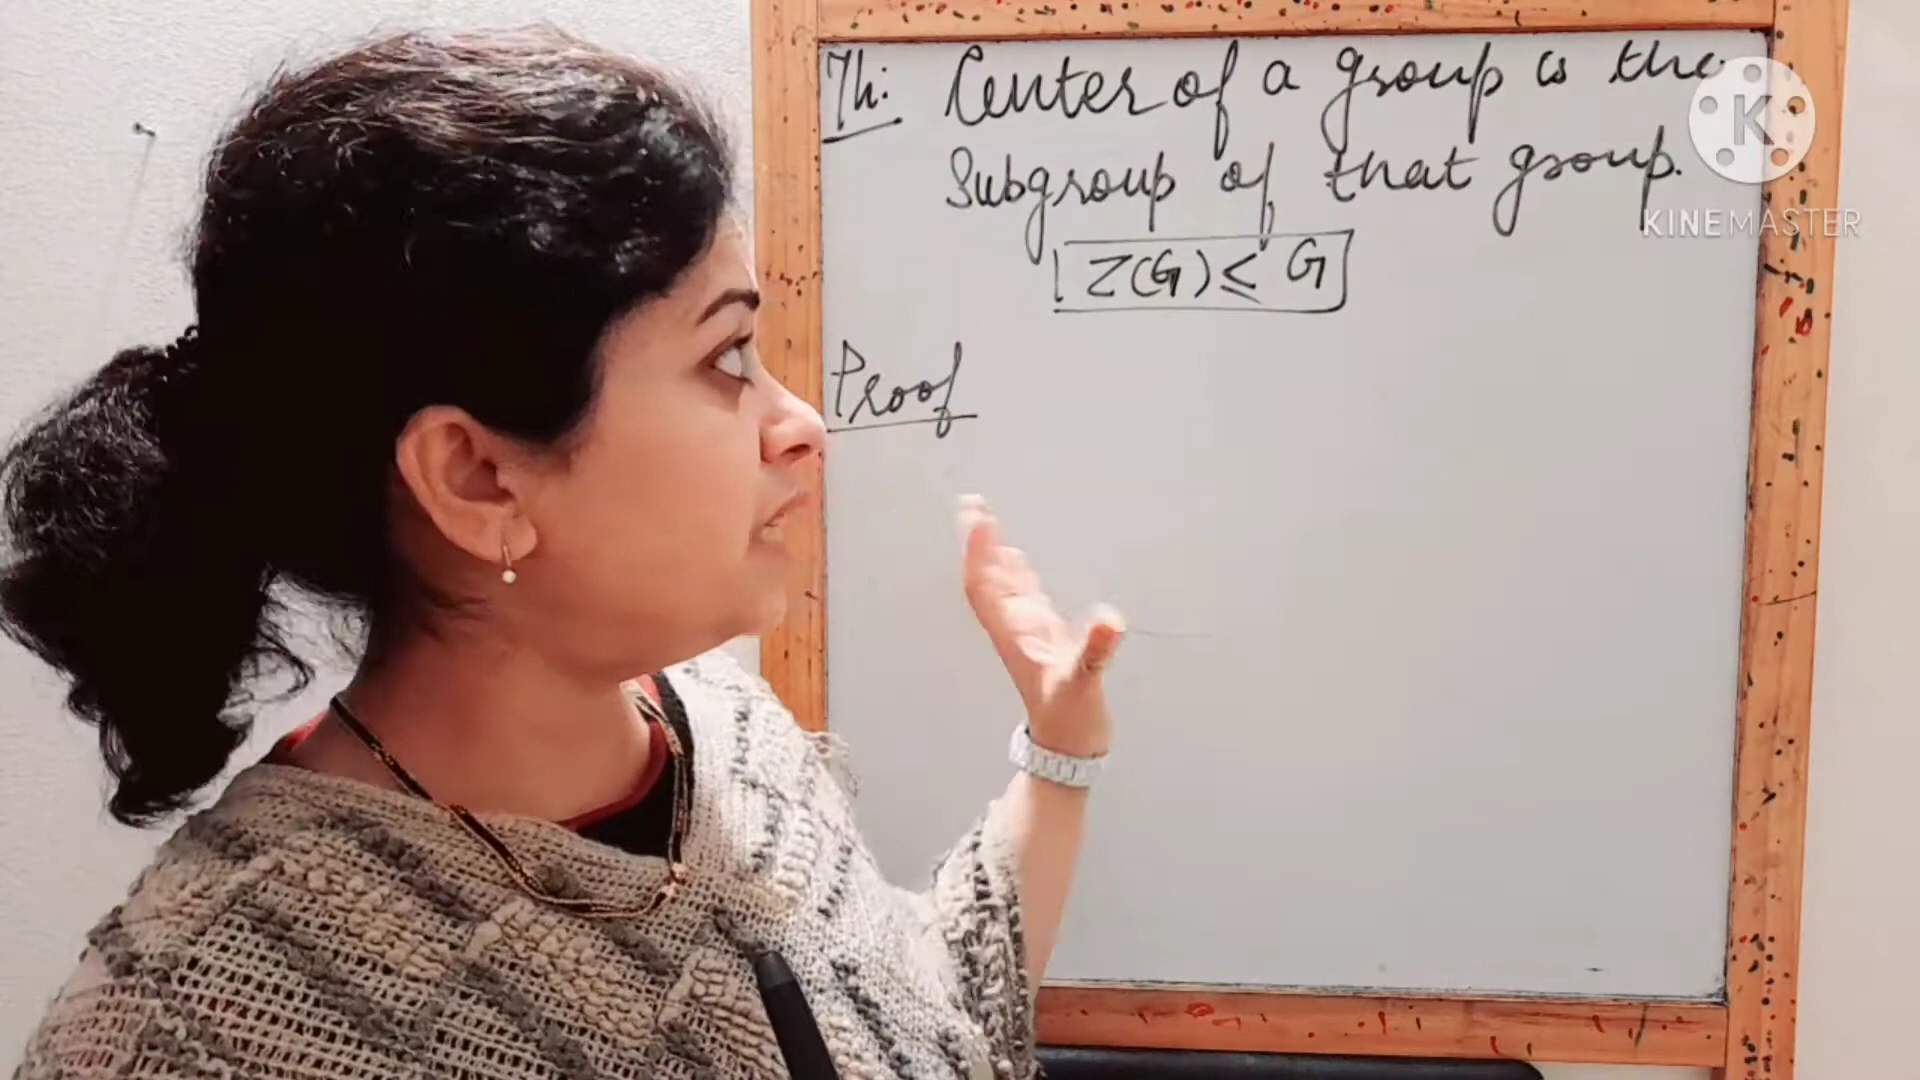 Th: Center of a group is the
Subgroup of that group.
Z(G) ≤ G
Proof
K
KINEMASTER